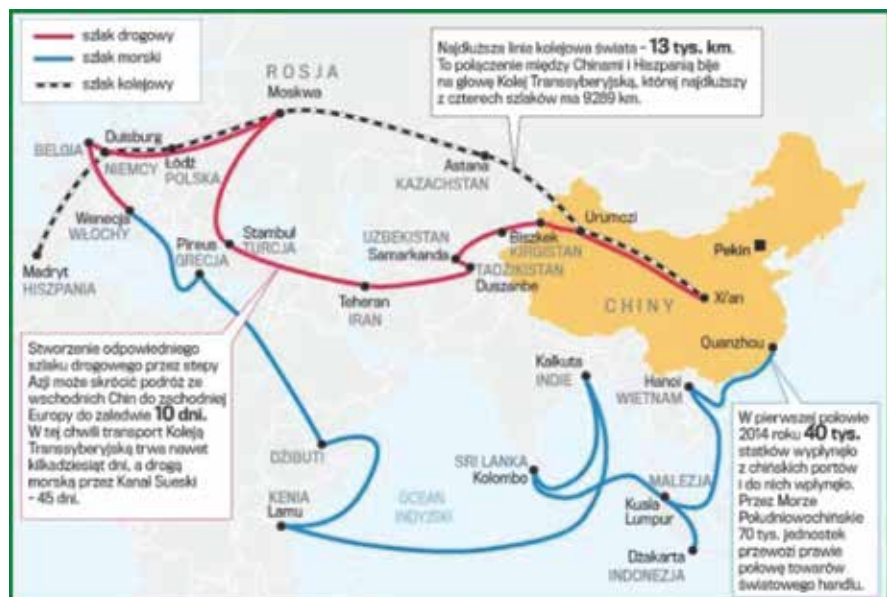 szlak drogowy
szlak morski
szlak kolejowy
Najdłuższa linia kolejowa świata - 13 tys. km.
To połączenie między Chinami i Hiszpanią bije
na głowę Kolej Transsyberyjską, której najdłuższy
z czterech szlaków ma 9289 km.
ROSJA
Moskwa
Duisburg
BELGIA
NIEMCY
Łódź
POLSKA
Astana
KAZACHSTAN
Wenecja
WŁOCHY
Pireus
GRECJA
Stambuł
TURCJA
UZBEKISTAN
Samarkanda
Biszkek
KIRGISTAN
Urumczi
Pekin
Madryt
HISZPANIA
TADŻIKISTAN
Duszanbe
Teheran
IRAN
CHINY
Xi'an
Quanzhou
Stworzenie odpowiedniego
szlaku drogowego przez stepy
Azji może skrócić podróż ze
wschodnich Chin do zachodniej
Europy do zaledwie 10 dni.
W tej chwili transport Koleją
Transsyberyjską trwa nawet
kilkadziesiąt dni, a drogą
morską przez Kanał Sueski
- 45 dni.
Kalkuta
INDIE
Hanoi
WIETNAM
DŻIBUTI
SRI LANKA
Kolombo
MALEZJA
Kuala
Lumpur
KENIA
Lamu
OCEAN
INDYJSKI
Dżakarta
INDONEZJA
W pierwszej połowie
2014 roku 40 tys.
statków wypłynęło
z chińskich portów
i do nich wpłynęło.
Przez Morze
Południowochińskie
70 tys. jednostek
przewozi prawie
połowę towarów
światowego handlu.